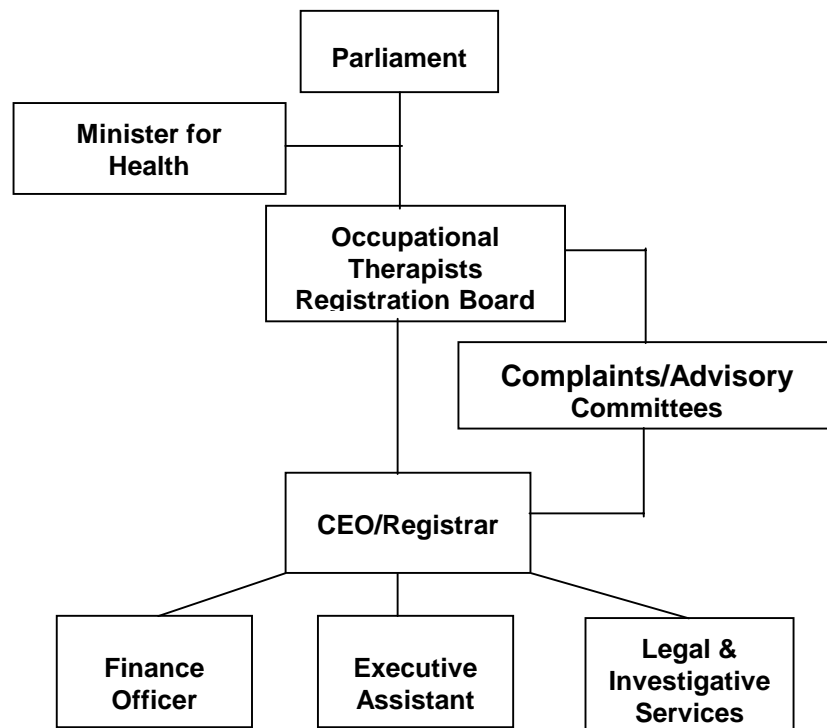 Parliament
Minister for
Health
Occupational
Therapists
Registration Board
Complaints/Advisory
Committees
CEO/Registrar
Finance
Officer
Executive
Assistant
Legal &
Investigative
Services